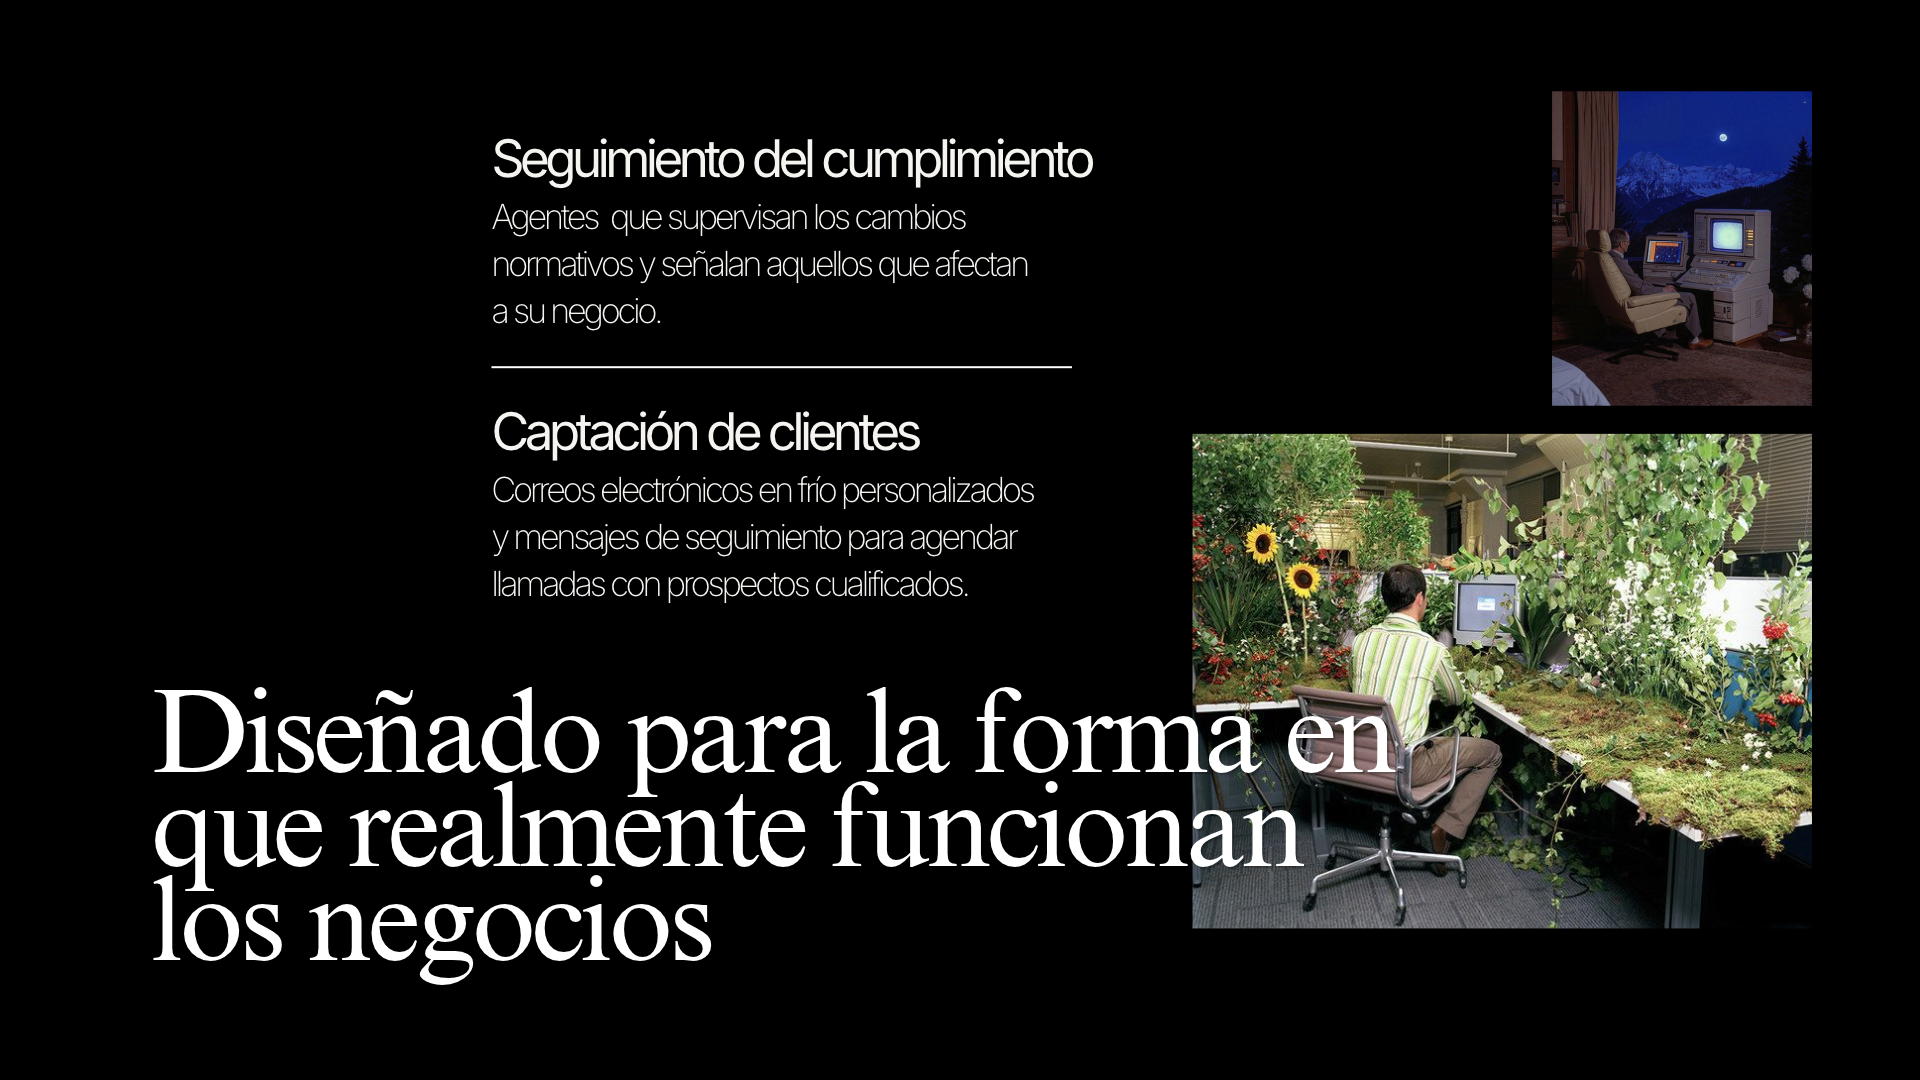 Seguimiento del cumplimiento
Agentes  que supervisan los cambios
normativos y señalan aquellos que afectan
a su negocio.
Captación de clientes
Correos electrónicos en frío personalizados
y mensajes de seguimiento para agendar
llamadas con prospectos cualificados.
Diseñado para la forma en
que realmente funcionan
los negocios